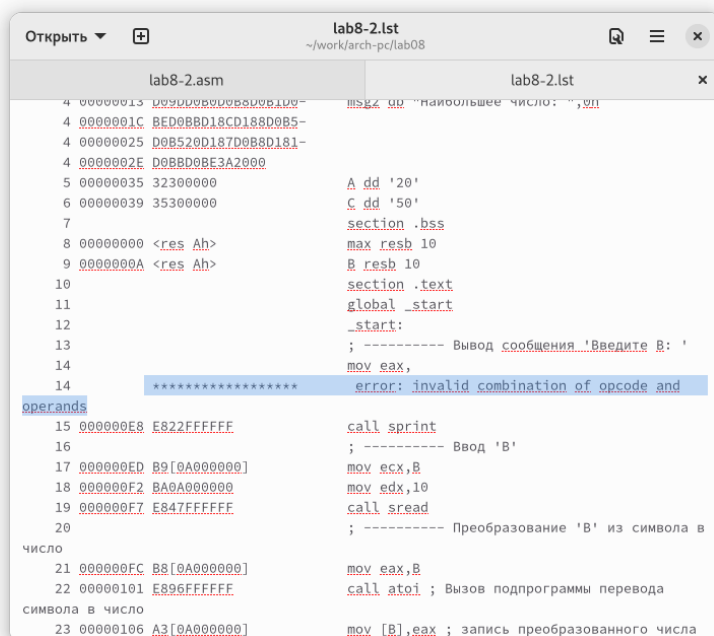 Открыть
lab8-2.lst
~/work/arch-pc/lab08
lab8-2.asm
lab8-2.lst
4 00000013 D09DD0B0D0B8D0B1D0- msg2 db "Наибольшее число: ",0h
4 0000001C BED0BBD18CD188D0B5-
4 00000025 D0B520D187D0B8D181-
4 0000002E D0BBD0BE3A2000
5 00000035 32300000 A dd '20'
6 00000039 35300000 C dd '50'
7 section .bss
8 00000000 <res Ah> max resb 10
9 0000000A <res Ah> B resb 10
10 section .text
11 global _start
12 _start:
13 ; ---------- Вывод сообщения 'Введите B: '
14 mov eax,
14 ****************** error: invalid combination of opcode and
operands
15 000000E8 E822FFFFFF call sprint
16 ; ---------- Ввод 'B'
17 000000ED B9[0A000000] mov ecx,B
18 000000F2 BA0A000000 mov edx,10
19 000000F7 E847FFFFFF call sread
20 ; ---------- Преобразование 'B' из символа в
число
21 000000FC B8[0A000000] mov eax,B
22 00000101 E896FFFFFF call atoi ; Вызов подпрограммы перевода
символа в число
23 00000106 A3[0A000000] mov [B],eax ; запись преобразованного числа